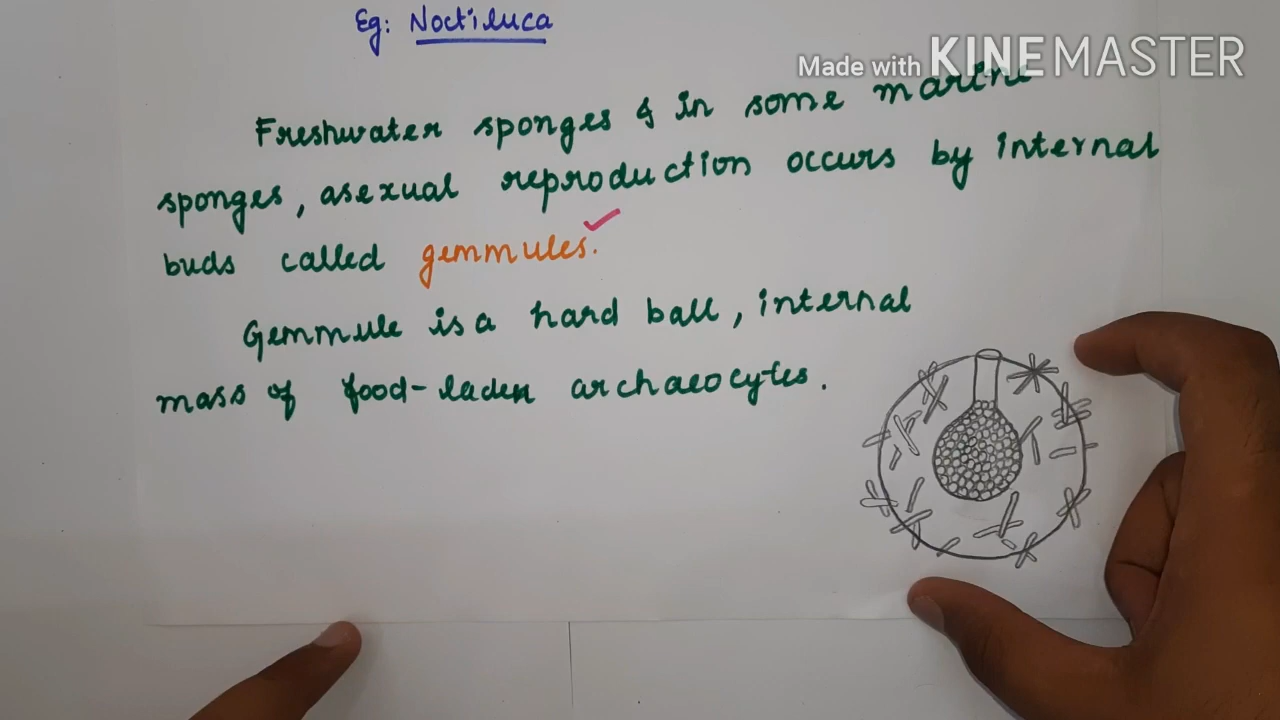 Eg: Noctiluca
Made with KINEMASTER
Freshwater sponges & in some marine
sponges, asexual reproduction occurs by internal
buds called gemmules.
Gemmule is a hard ball, internal
mass of food-laden archaeocytes.